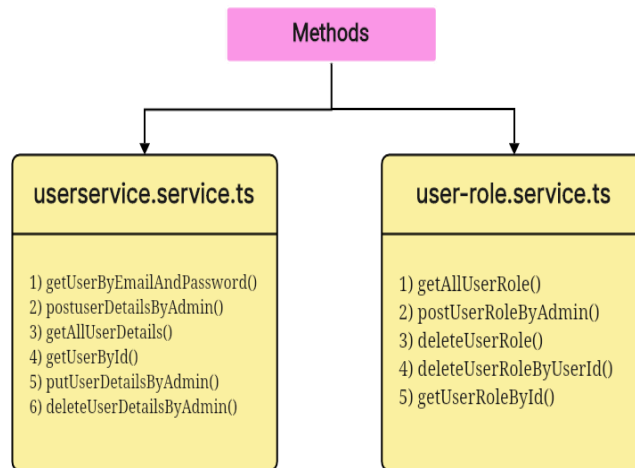 Methods
userservice.service.ts
1) getUserByEmailAndPassword()
2) postuserDetailsByAdmin()
3) getAllUserDetails()
4) getUserById()
5) putUserDetailsByAdmin()
6) deleteUserDetailsByAdmin()
user-role.service.ts
1) getAllUserRole()
2) postUserRoleByAdmin()
3) deleteUserRole()
4) deleteUserRoleByUserId()
5) getUserRoleById()